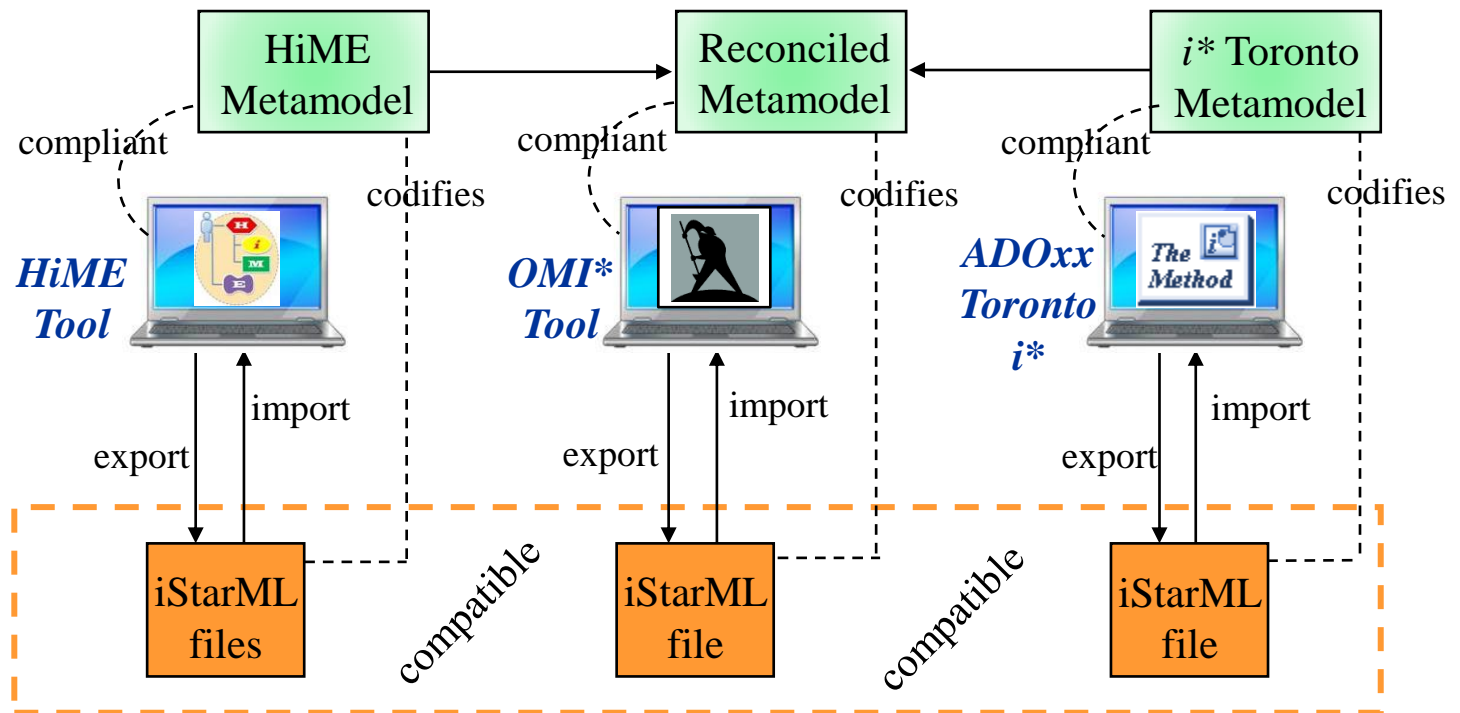 HiME
Metamodel
Reconciled
Metamodel
i* Toronto
Metamodel
compliant
compliant
compliant
codifies
codifies
codifies
H
i
M
E
The i*
Method
HiME
Tool
OMI*
Tool
ADOxx
Toronto
i*
import
import
import
export
export
export
iStarML
files
compatible
iStarML
file
compatible
iStarML
file